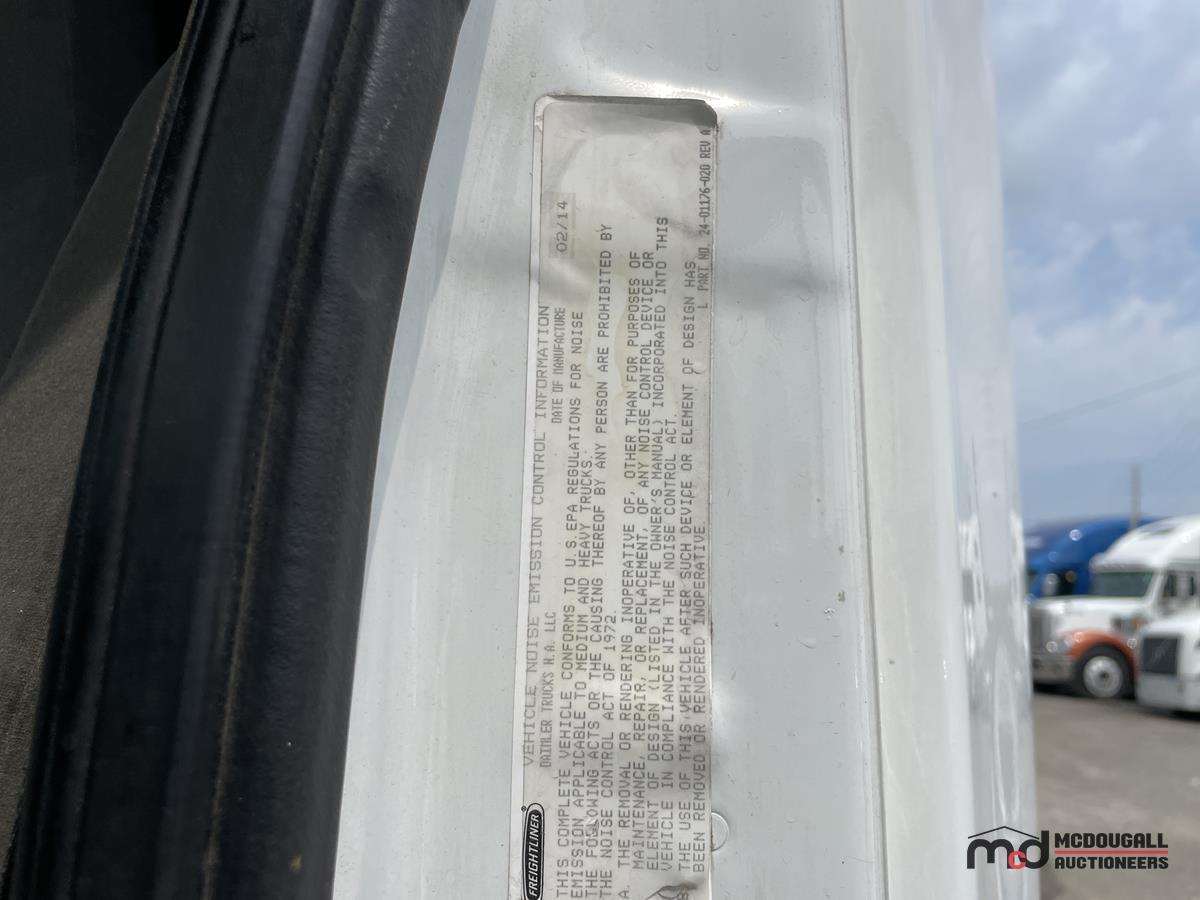 FREIGHTLINER
VEHICLE NOISE EMISSION CONTROL INFORMATION
DAIMLER TRUCKS N.A. LLC
DATE OF MANUFACTURE 02/14
THIS COMPLETE VEHICLE CONFORMS TO U.S.EPA REGULATIONS FOR NOISE
EMISSION APPLICABLE TO MEDIUM AND HEAVY TRUCKS.
THE FOLLOWING ACTS OR THE CAUSING THEREOF BY ANY PERSON ARE PROHIBITED BY
THE NOISE CONTROL ACT OF 1972.
A. THE REMOVAL OR RENDERING INOPERATIVE OF, OTHER THAN FOR PURPOSES OF
MAINTENANCE, REPAIR, OR REPLACEMENT, OF ANY NOISE CONTROL DEVICE OR
ELEMENT OF DESIGN (LISTED IN THE OWNER'S MANUAL) INCORPORATED INTO THIS
VEHICLE IN COMPLIANCE WITH THE NOISE CONTROL ACT.
THE USE OF THIS VEHICLE AFTER SUCH DEVICE OR ELEMENT OF DESIGN HAS
BEEN REMOVED OR RENDERED INOPERATIVE.
L PART NO. 24-01176-020 REV A
mcd MCDOUGALL
AUCTIONEERS